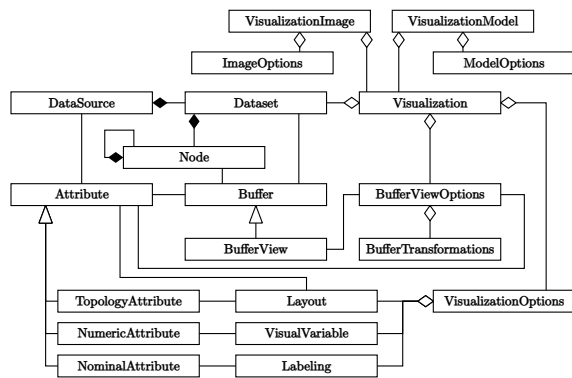 VisualizationImage VisualizationModel
ImageOptions ModelOptions
DataSource Dataset Visualization
Node
Attribute Buffer BufferViewOptions
BufferView BufferTransformations
TopologyAttribute Layout VisualizationOptions
NumericAttribute VisualVariable
NominalAttribute Labeling